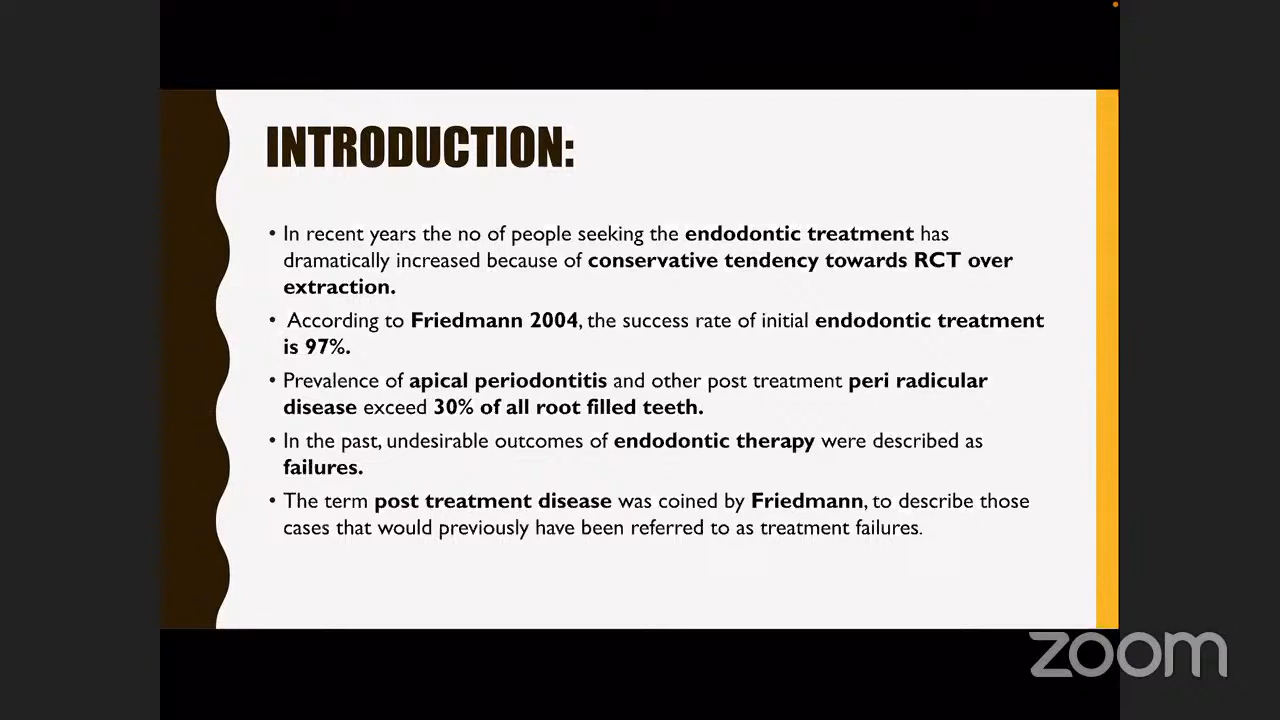 INTRODUCTION:
• In recent years the no of people seeking the endodontic treatment has
dramatically increased because of conservative tendency towards RCT over
extraction.
• According to Friedmann 2004, the success rate of initial endodontic treatment
is 97%.
• Prevalence of apical periodontitis and other post treatment peri radicular
disease exceed 30% of all root filled teeth.
• In the past, undesirable outcomes of endodontic therapy were described as
failures.
• The term post treatment disease was coined by Friedmann, to describe those
cases that would previously have been referred to as treatment failures.
zoom